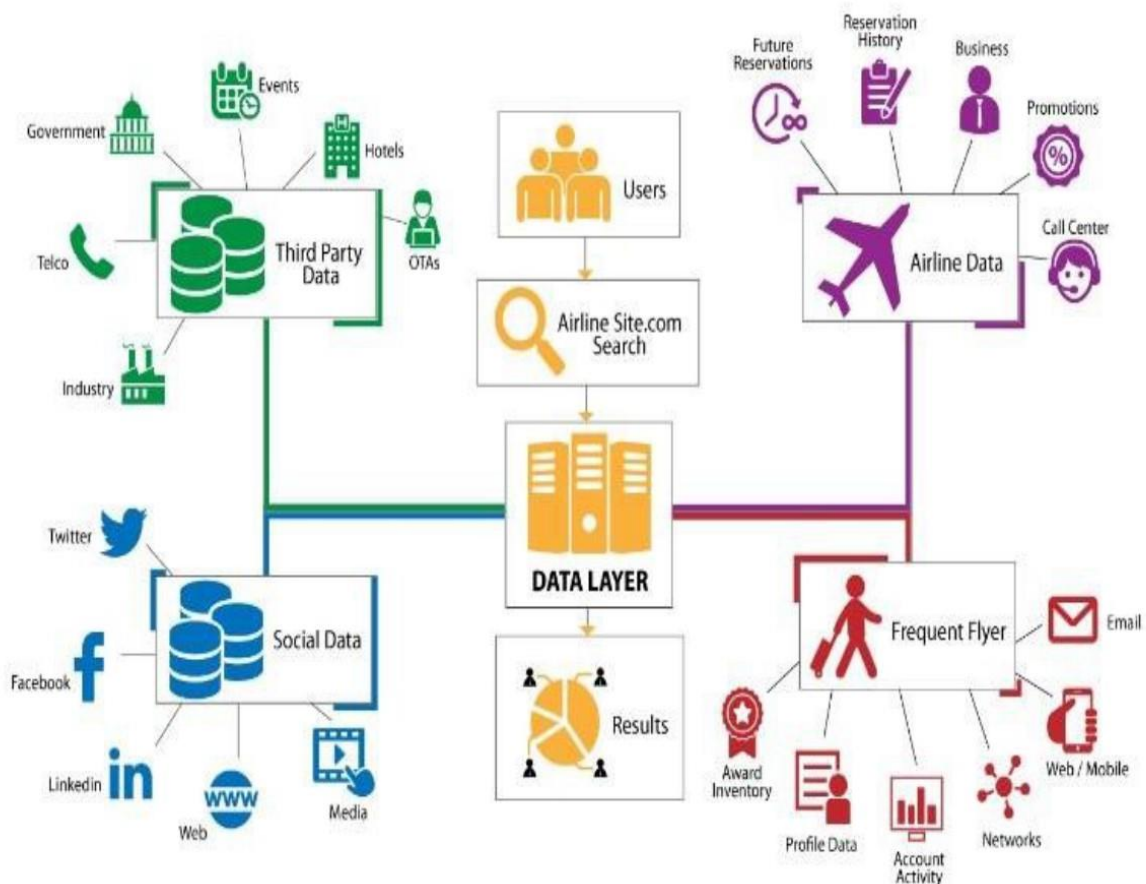 Events
Government
Hotels
Telco
Third Party
Data
OTAs
Industry
Users
Airline Site.com
Search
DATA LAYER
Results
Future
Reservations
Reservation
History
Business
Promotions
%
Airline Data
Call Center
Twitter
Social Data
Facebook
f
Linkedin
in
Web
www
Media
Frequent Flyer
Email
Award
Inventory
Web / Mobile
Profile Data
Account
Activity
Networks
H